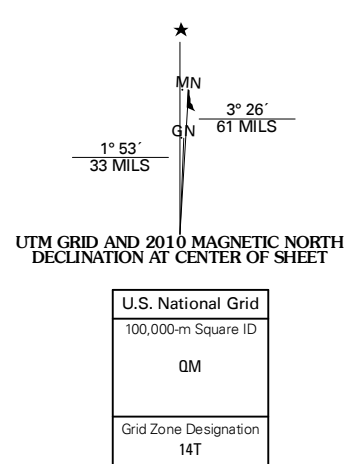 MN
3° 26´
61 MILS
GN
1° 53´
33 MILS
UTM GRID AND 2010 MAGNETIC NORTH
DECLINATION AT CENTER OF SHEET
U.S. National Grid
100,000-m Square ID
QM
Grid Zone Designation
14T